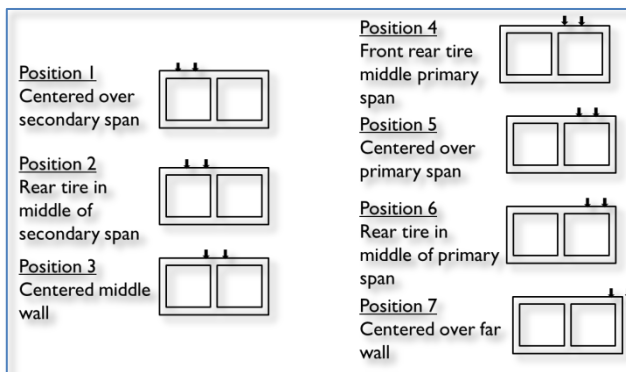 Position 1
Centered over
secondary span
Position 2
Rear tire in
middle of
secondary span
Position 3
Centered middle
wall
Position 4
Front rear tire
middle primary
span
Position 5
Centered over
primary span
Position 6
Rear tire in
middle of primary
span
Position 7
Centered over far
wall